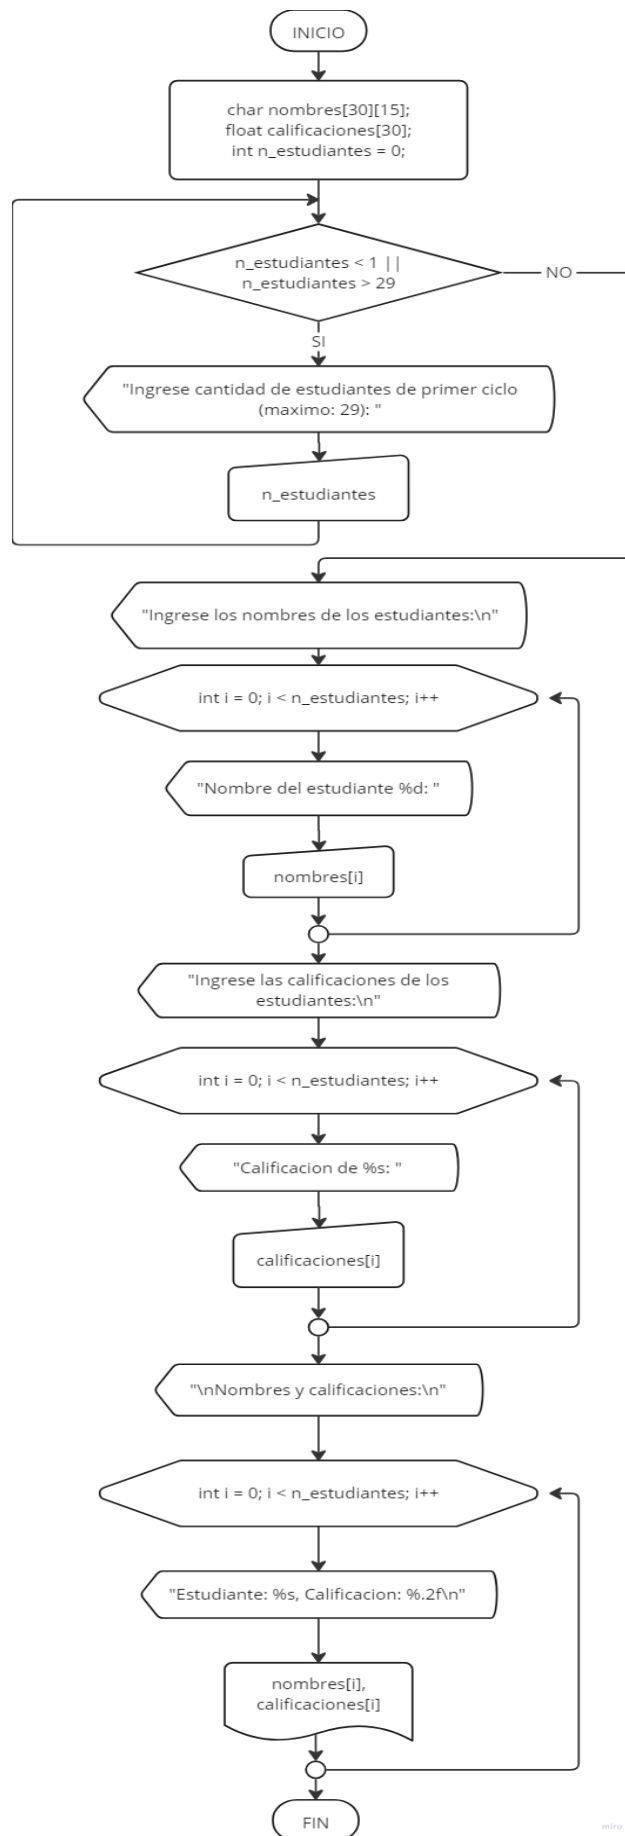 INICIO
char nombres[30][15];
float calificaciones[30];
int n_estudiantes = 0;
n_estudiantes < 1 ||
n_estudiantes > 29
NO
SI
"Ingrese cantidad de estudiantes de primer ciclo
(maximo: 29): "
n_estudiantes
"Ingrese los nombres de los estudiantes:\n"
int i = 0; i < n_estudiantes; i++
"Nombre del estudiante %d: "
nombres[i]
"Ingrese las calificaciones de los
estudiantes:\n"
int i = 0; i < n_estudiantes; i++
"Calificacion de %s: "
calificaciones[i]
"\nNombres y calificaciones:\n"
int i = 0; i < n_estudiantes; i++
"Estudiante: %s, Calificacion: %.2f\n"
nombres[i],
calificaciones[i]
FIN
miro